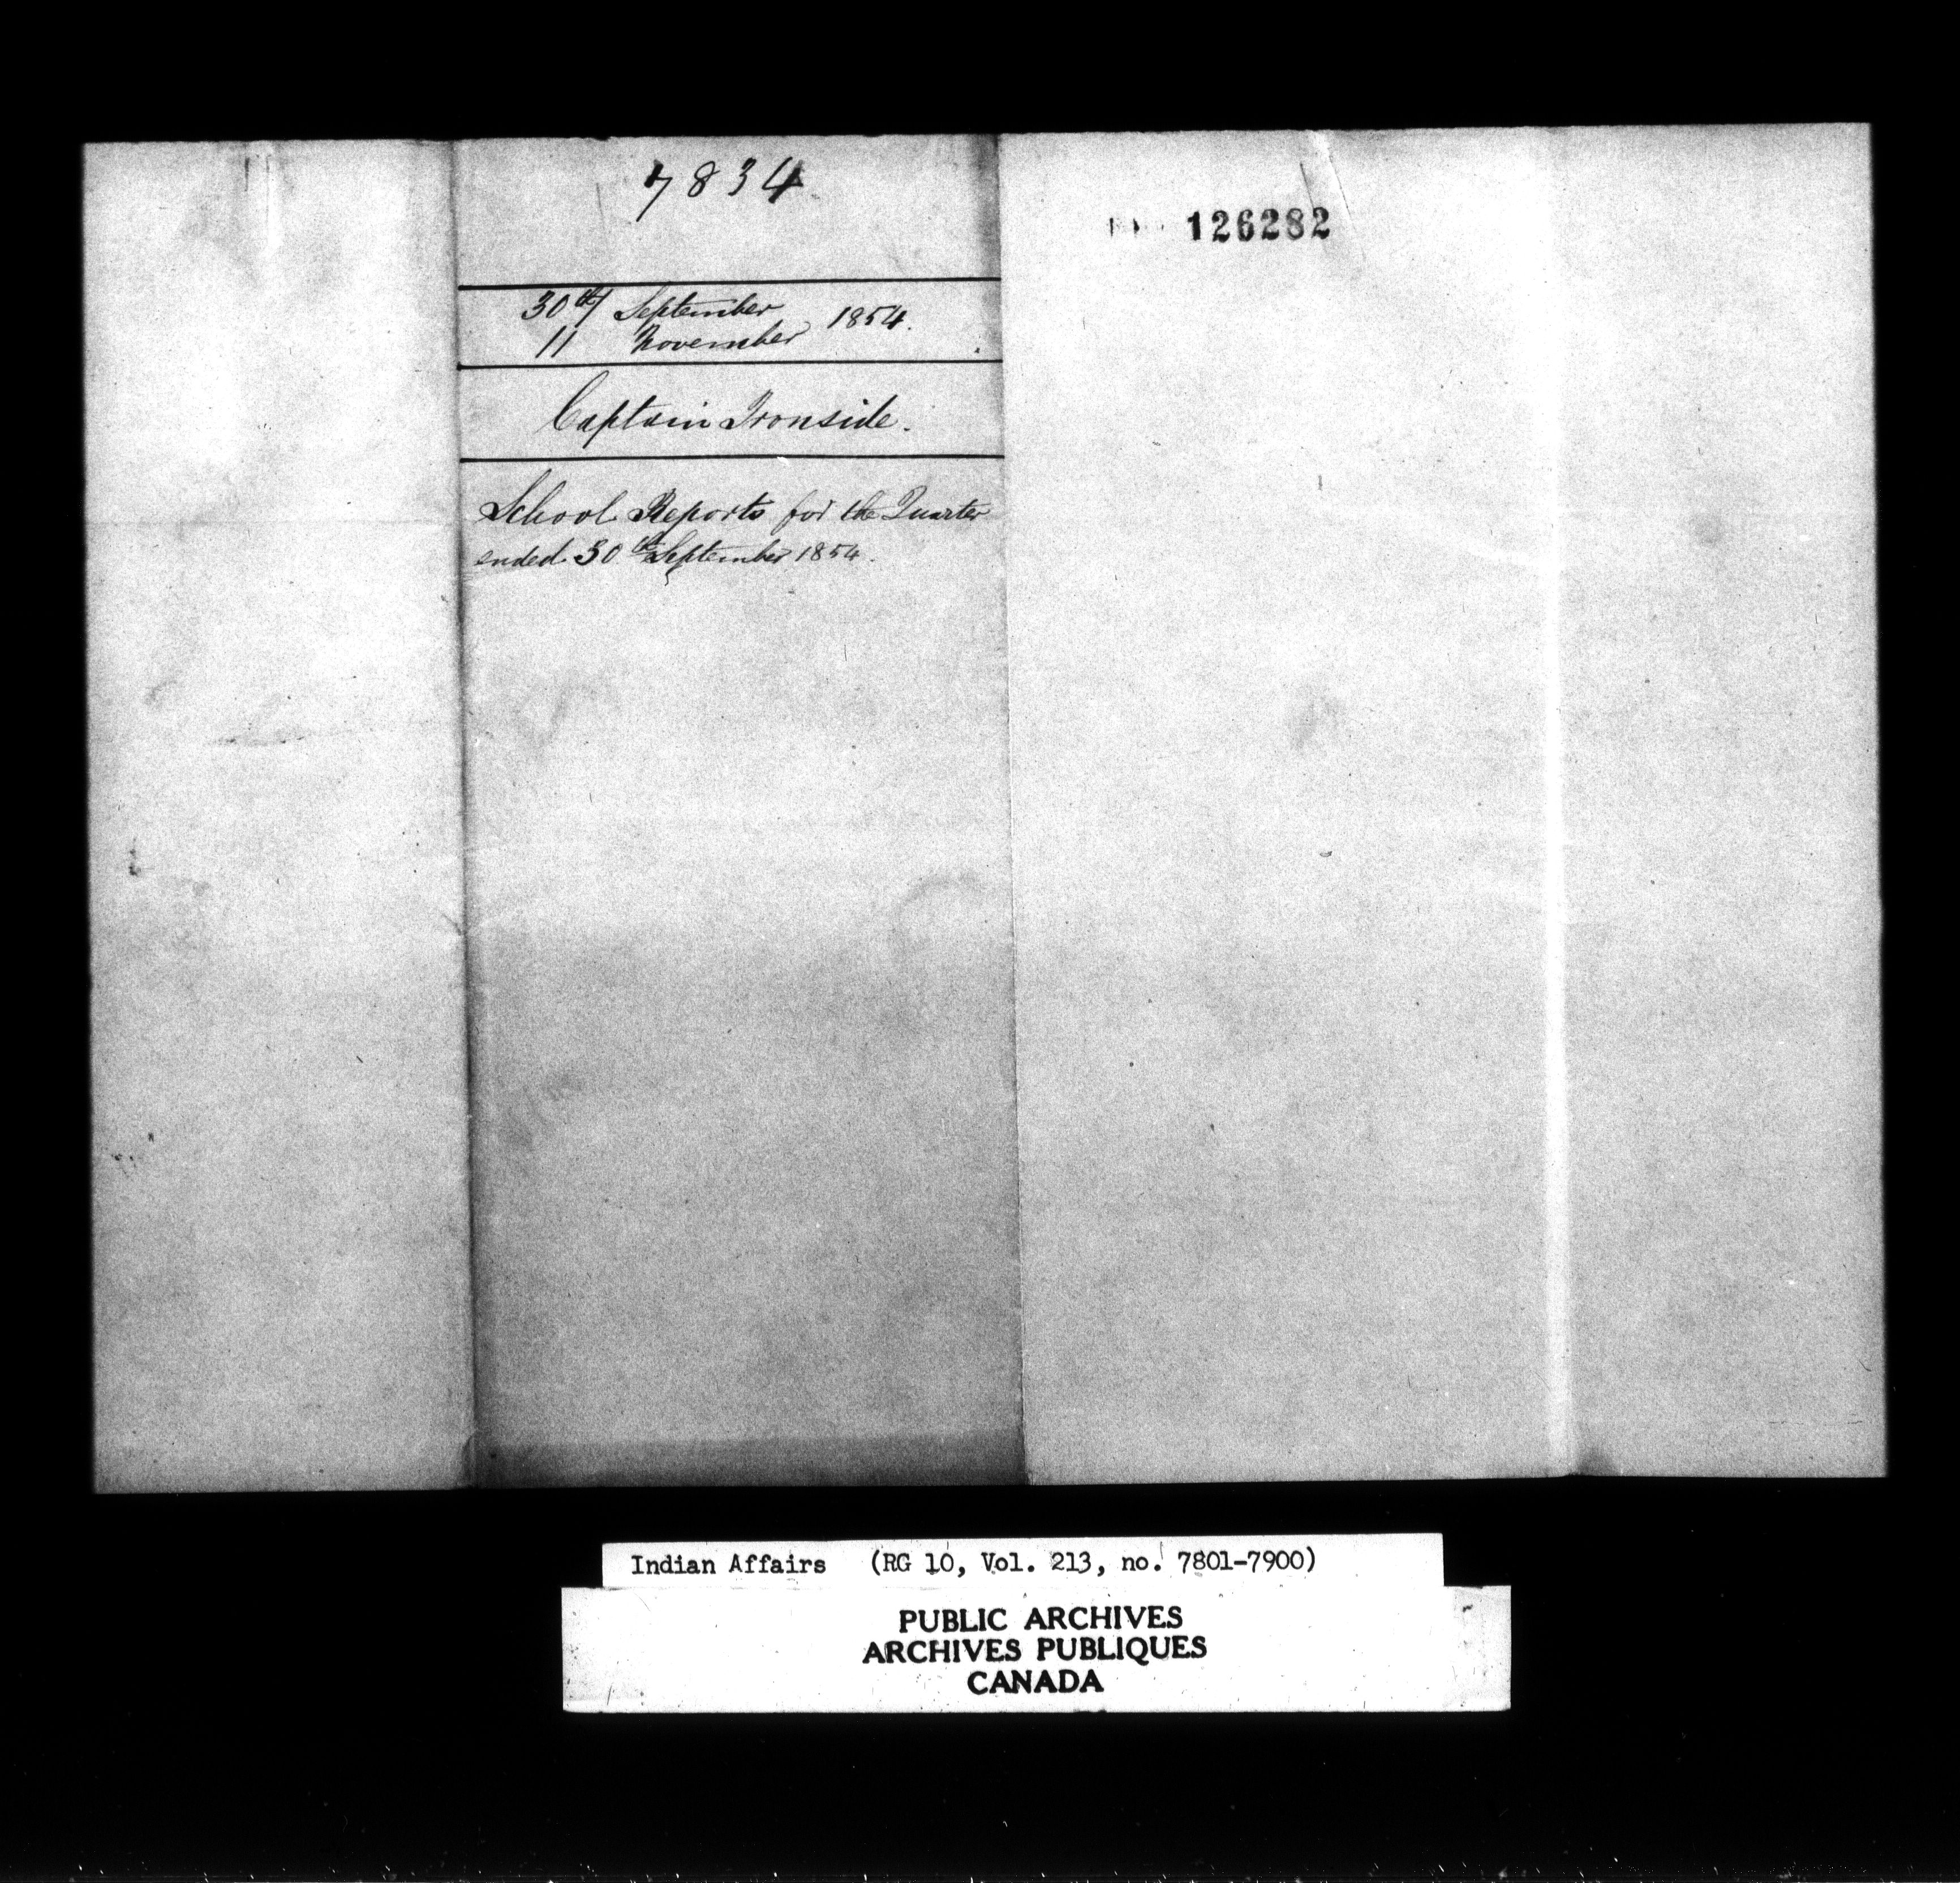 7834
126282
30th September
11 November 1854.
Captain Ironside.
School Reports for the Quarter
ended 30th September 1854.
Indian Affairs (RG 10, Vol. 213, no. 7801-7900)
PUBLIC ARCHIVES
ARCHIVES PUBLIQUES
CANADA